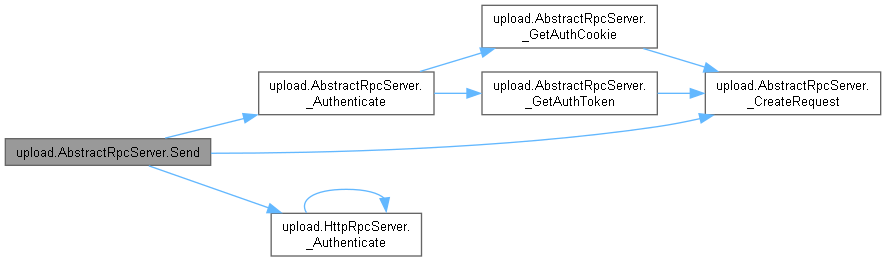 upload.AbstractRpcServer.Send
upload.AbstractRpcServer.
_Authenticate
upload.AbstractRpcServer.
_GetAuthCookie
upload.AbstractRpcServer.
_GetAuthToken
upload.AbstractRpcServer.
_CreateRequest
upload.HttpRpcServer.
_Authenticate